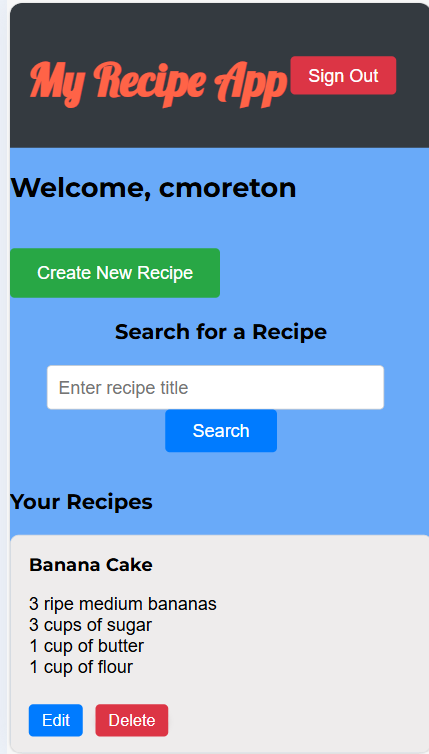 My Recipe App
Sign Out
Welcome, cmoreton
Create New Recipe
Search for a Recipe
Enter recipe title
Search
Your Recipes
Banana Cake
3 ripe medium bananas
3 cups of sugar
1 cup of butter
1 cup of flour
Edit
Delete